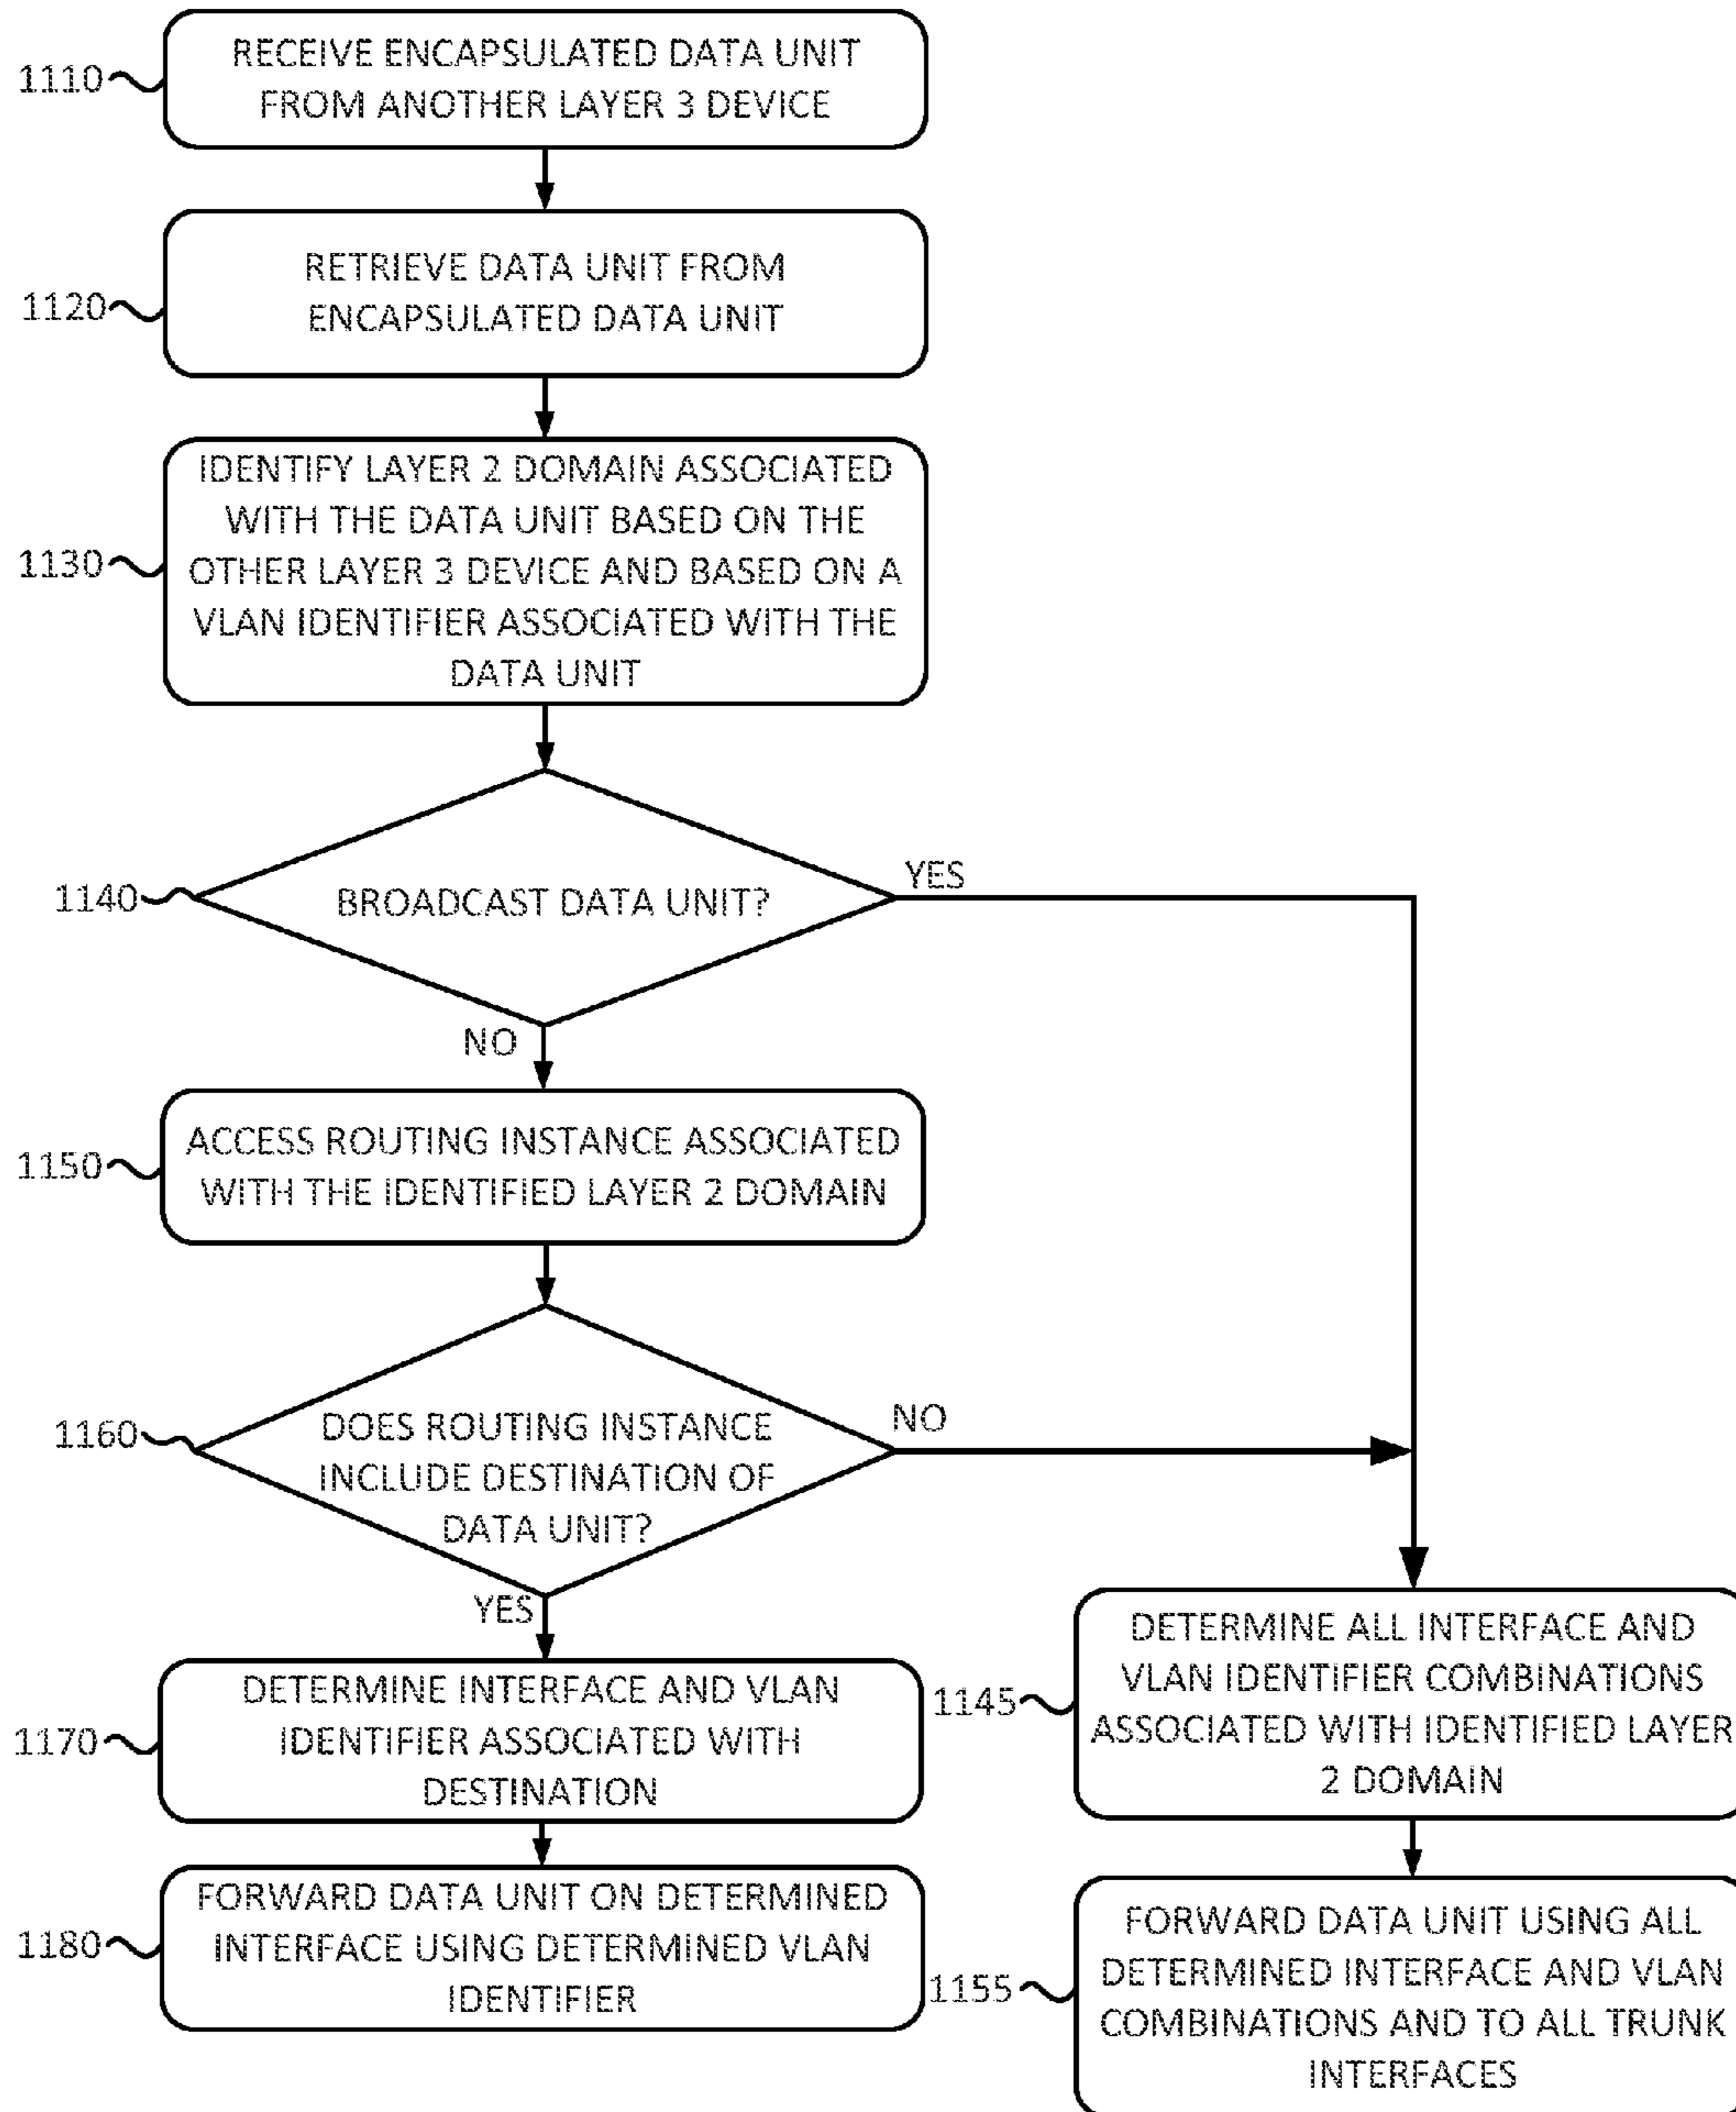 1110
RECEIVE ENCAPSULATED DATA UNIT
FROM ANOTHER LAYER 3 DEVICE
1120
RETRIEVE DATA UNIT FROM
ENCAPSULATED DATA UNIT
1130
IDENTIFY LAYER 2 DOMAIN ASSOCIATED
WITH THE DATA UNIT BASED ON THE
OTHER LAYER 3 DEVICE AND BASED ON A
VLAN IDENTIFIER ASSOCIATED WITH THE
DATA UNIT
1140
BROADCAST DATA UNIT?
YES
NO
1150
ACCESS ROUTING INSTANCE ASSOCIATED
WITH THE IDENTIFIED LAYER 2 DOMAIN
1160
DOES ROUTING INSTANCE
INCLUDE DESTINATION OF
DATA UNIT?
NO
YES
1170
DETERMINE INTERFACE AND VLAN
IDENTIFIER ASSOCIATED WITH
DESTINATION
1180
FORWARD DATA UNIT ON DETERMINED
INTERFACE USING DETERMINED VLAN
IDENTIFIER
1145
DETERMINE ALL INTERFACE AND
VLAN IDENTIFIER COMBINATIONS
ASSOCIATED WITH IDENTIFIED LAYER
2 DOMAIN
1155
FORWARD DATA UNIT USING ALL
DETERMINED INTERFACE AND VLAN
COMBINATIONS AND TO ALL TRUNK
INTERFACES